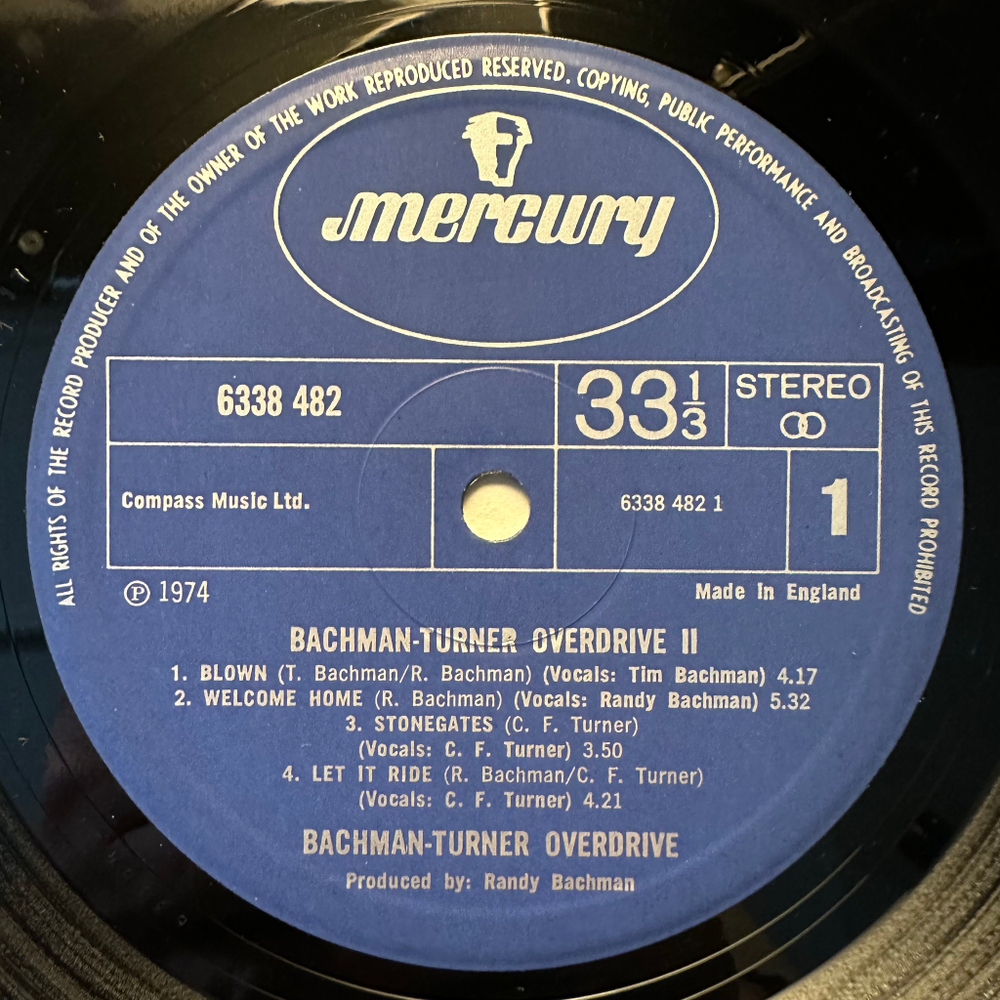 ALL RIGHTS OF THE RECORD PRODUCER AND OF THE OWNER OF THE WORK REPRODUCED RESERVED. COPYING, PUBLIC PERFORMANCE AND BROADCASTING OF THIS RECORD PROHIBITED
mercury
6338 482
33 1/3
STEREO
Compass Music Ltd.
6338 482 1
1
Ⓟ 1974
Made In England
BACHMAN-TURNER OVERDRIVE II
1. BLOWN (T. Bachman/R. Bachman) (Vocals: Tim Bachman) 4.17
2. WELCOME HOME (R. Bachman) (Vocals: Randy Bachman) 5.32
3. STONEGATES (C. F. Turner)
(Vocals: C. F. Turner) 3.50
4. LET IT RIDE (R. Bachman/C. F. Turner)
(Vocals: C. F. Turner) 4.21
BACHMAN-TURNER OVERDRIVE
Produced by: Randy Bachman